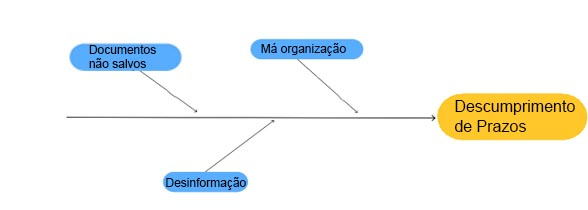 Documentos
não salvos
Má organização
Descumprimento
de Prazos
Desinformação